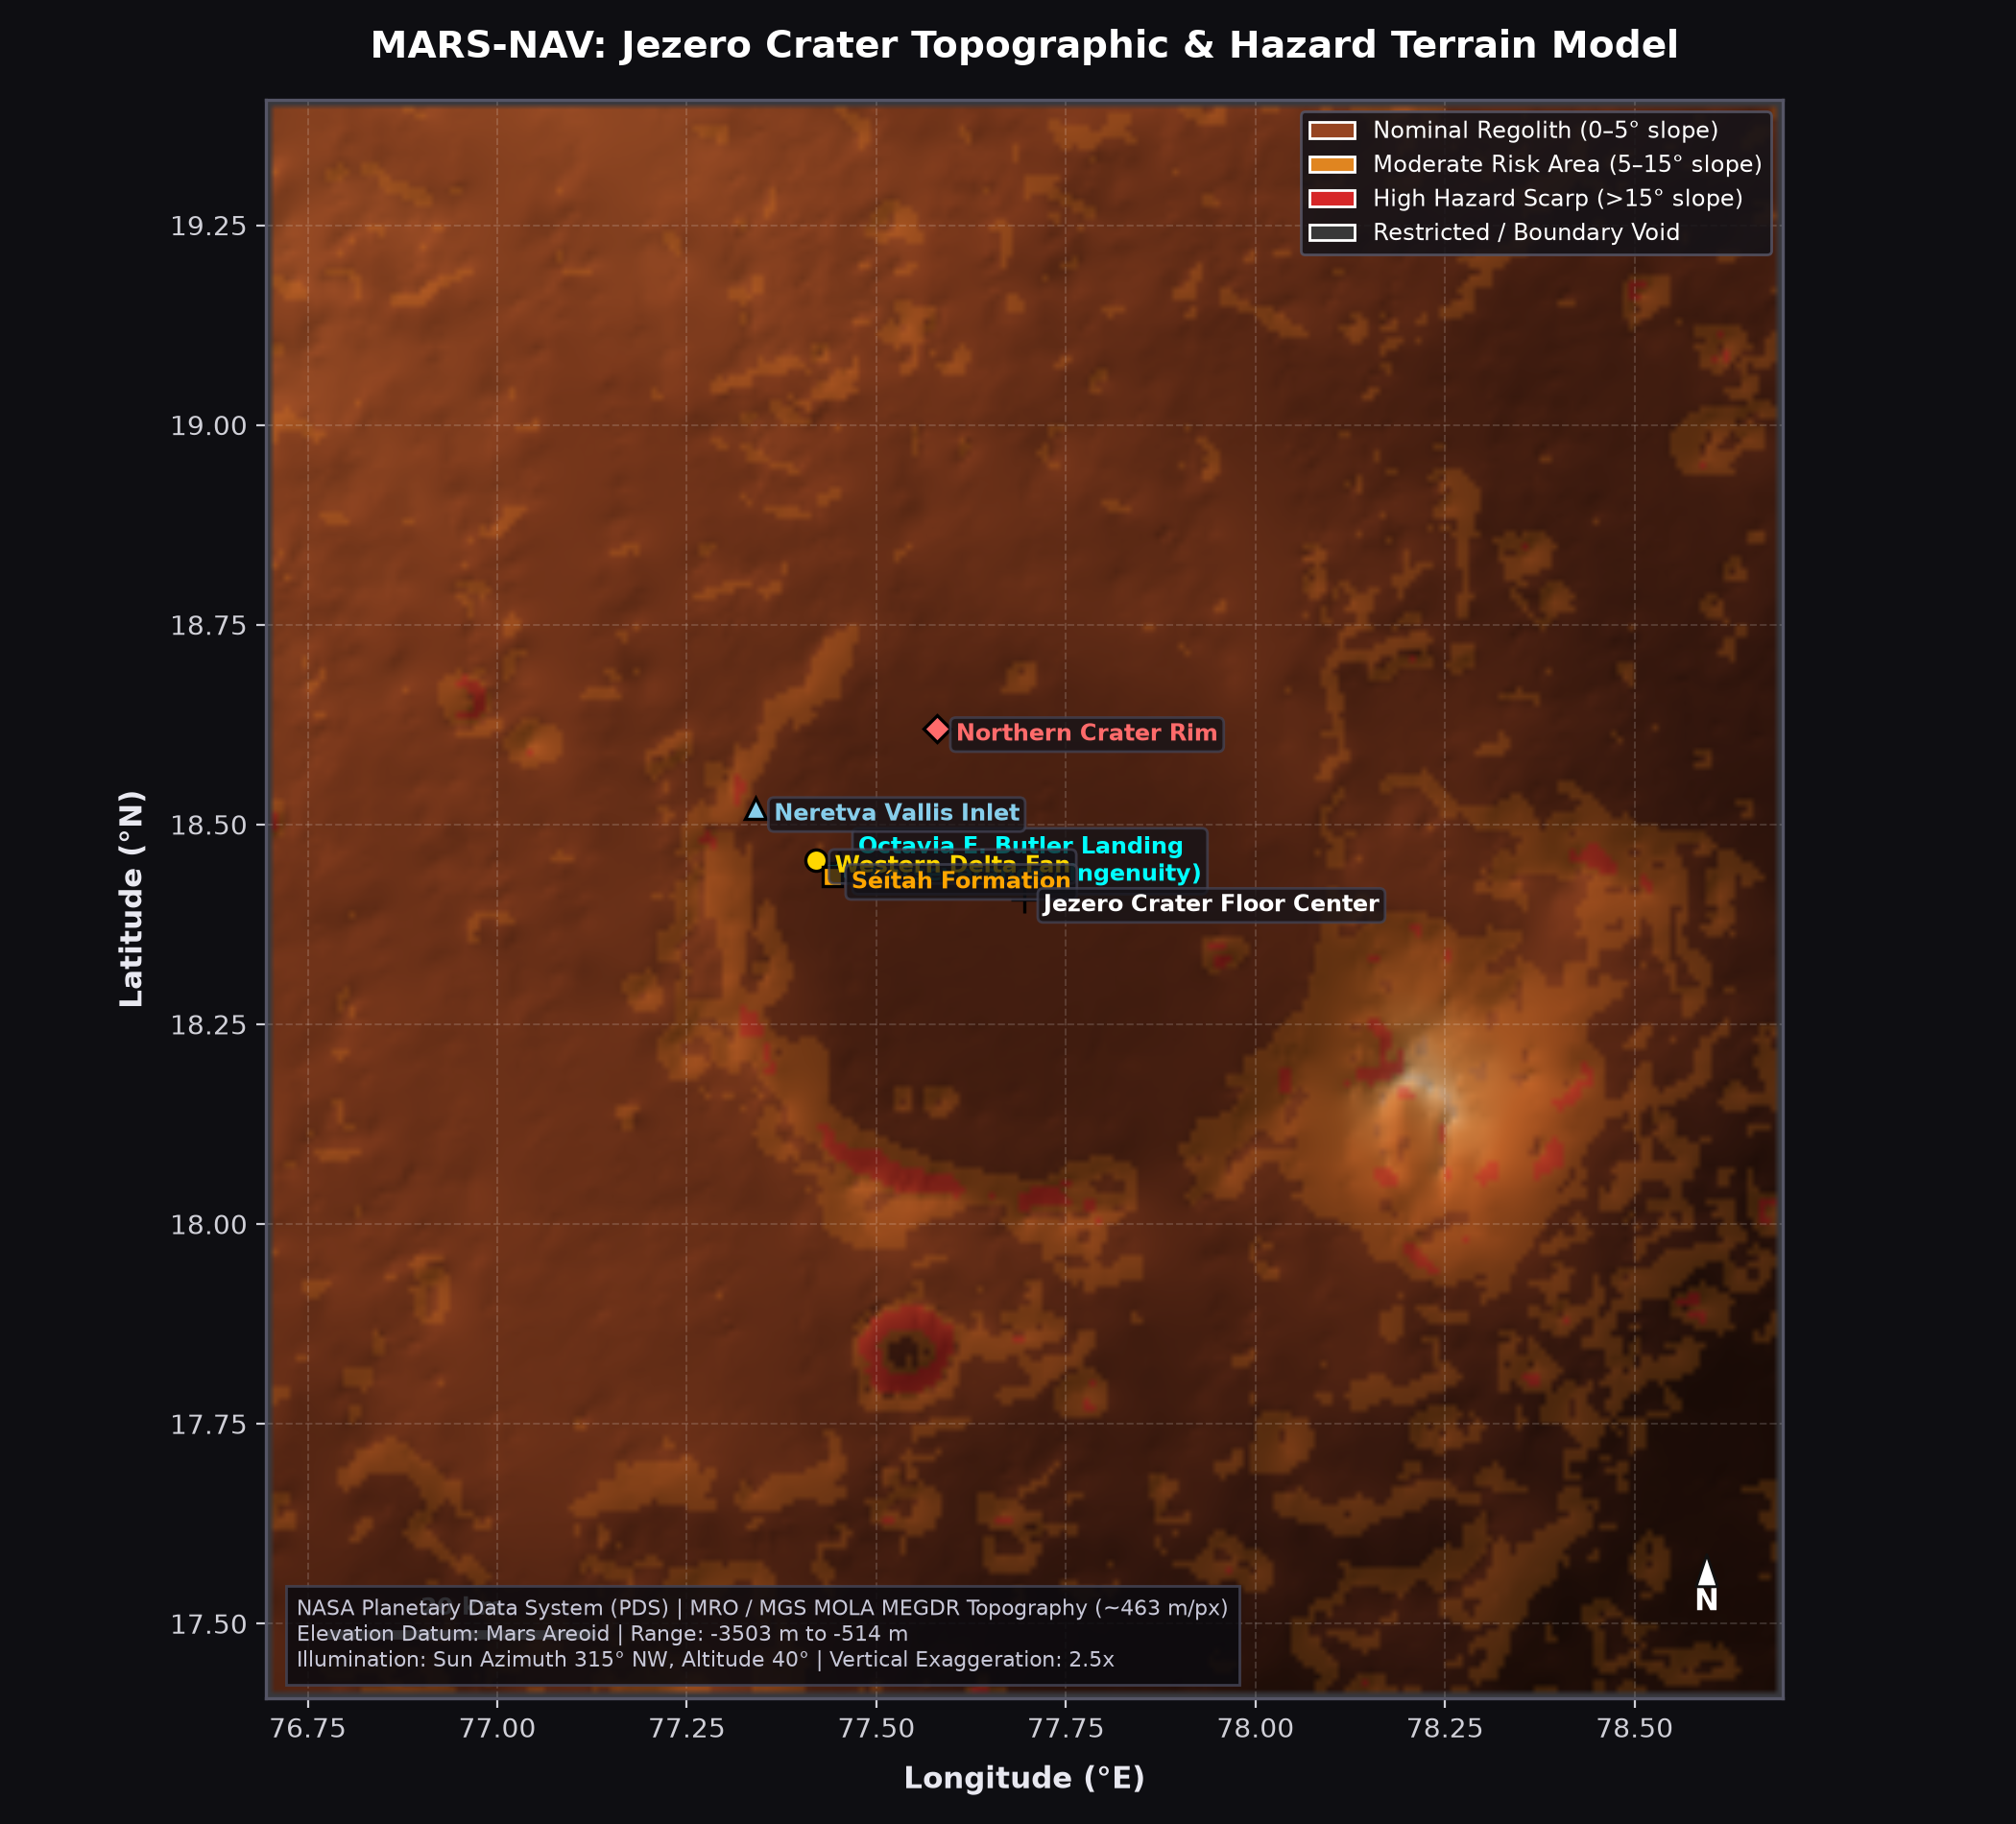 MARS-NAV: Jezero Crater Topographic & Hazard Terrain Model
Nominal Regolith (0–5° slope)
Moderate Risk Area (5–15° slope)
High Hazard Scarp (>15° slope)
Restricted / Boundary Void
19.25
19.00
18.75
18.50
18.25
18.00
17.75
17.50
Latitude (°N)
Northern Crater Rim
Neretva Vallis Inlet
Octavia E. Butler Landing
Western Delta Fan
ngenuity)
Séítah Formation
Jezero Crater Floor Center
N
NASA Planetary Data System (PDS) | MRO / MGS MOLA MEGDR Topography (~463 m/px)
Elevation Datum: Mars Areoid | Range: -3503 m to -514 m
Illumination: Sun Azimuth 315° NW, Altitude 40° | Vertical Exaggeration: 2.5x
76.75 77.00 77.25 77.50 77.75 78.00 78.25 78.50
Longitude (°E)